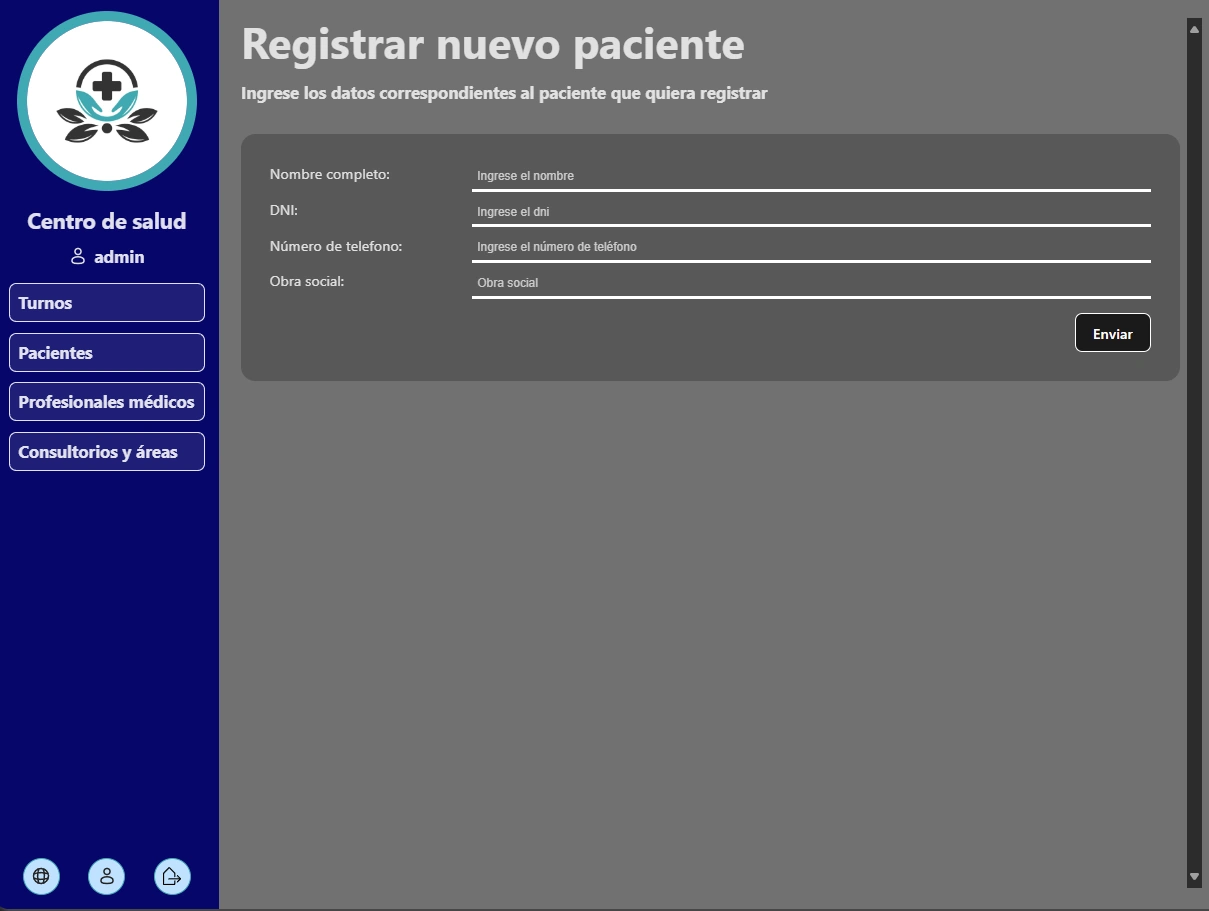 Centro de salud
admin
Turnos
Pacientes
Profesionales médicos
Consultorios y áreas
Registrar nuevo paciente
Ingrese los datos correspondientes al paciente que quiera registrar
Nombre completo: Ingrese el nombre
DNI: Ingrese el dni
Número de telefono: Ingrese el número de teléfono
Obra social: Obra social
Enviar